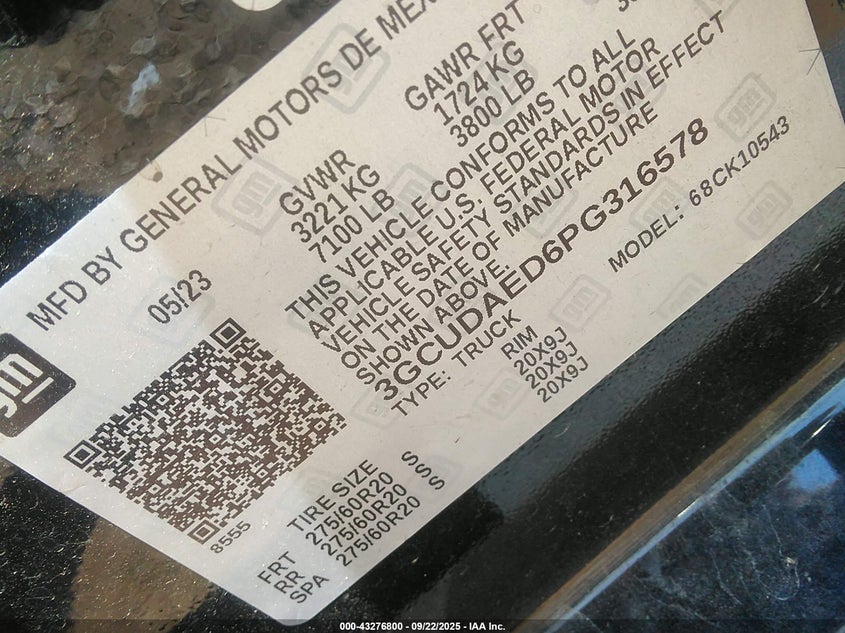 MFD BY GENERAL MOTORS DE
05/23
GVWR
3221 KG
7100 LB
GAWR FRT
1724 KG
3800 LB
THIS VEHICLE CONFORMS TO ALL
APPLICABLE U.S. FEDERAL MOTOR
VEHICLE SAFETY STANDARDS IN EFFECT
ON THE DATE OF MANUFACTURE
SHOWN ABOVE.
3GCUDAED6PG316578
TYPE: TRUCK
MODEL: 68CK10543
gm
8555
TIRE SIZE RIM
FRT 275/60R20 S 20X9J
RR 275/60R20 S 20X9J
SPA 275/60R20 S 20X9J
000-43276800 - 09/22/2025 - IAA Inc.